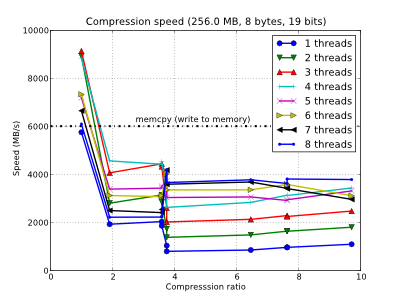 Compression speed (256.0 MB, 8 bytes, 19 bits)
10000
8000
6000
4000
2000
0
Speed (MB/s)
memcpy (write to memory)
1 threads
2 threads
3 threads
4 threads
5 threads
6 threads
7 threads
8 threads
0 2 4 6 8 10
Compresssion ratio